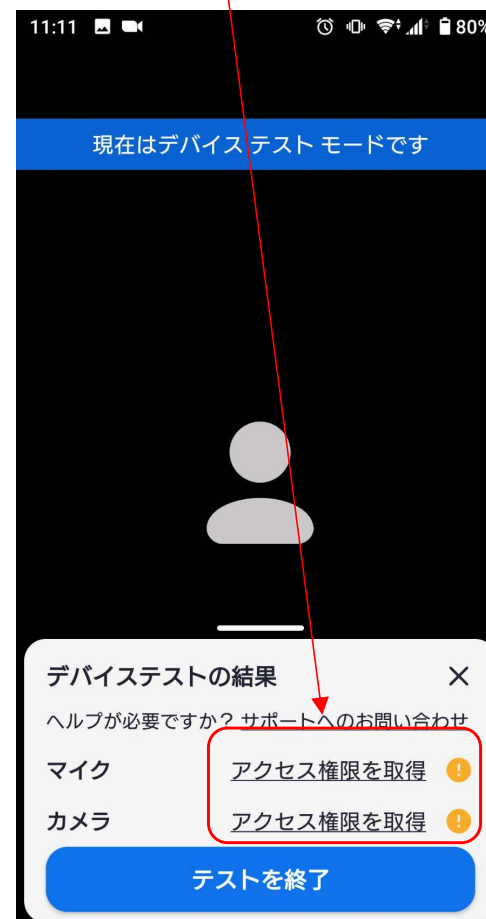 11:11 80%
現在はデバイス テスト モードです
デバイステストの結果
ヘルプが必要ですか? サポートへのお問い合わせ
マイク アクセス権限を取得
カメラ アクセス権限を取得
テストを終了